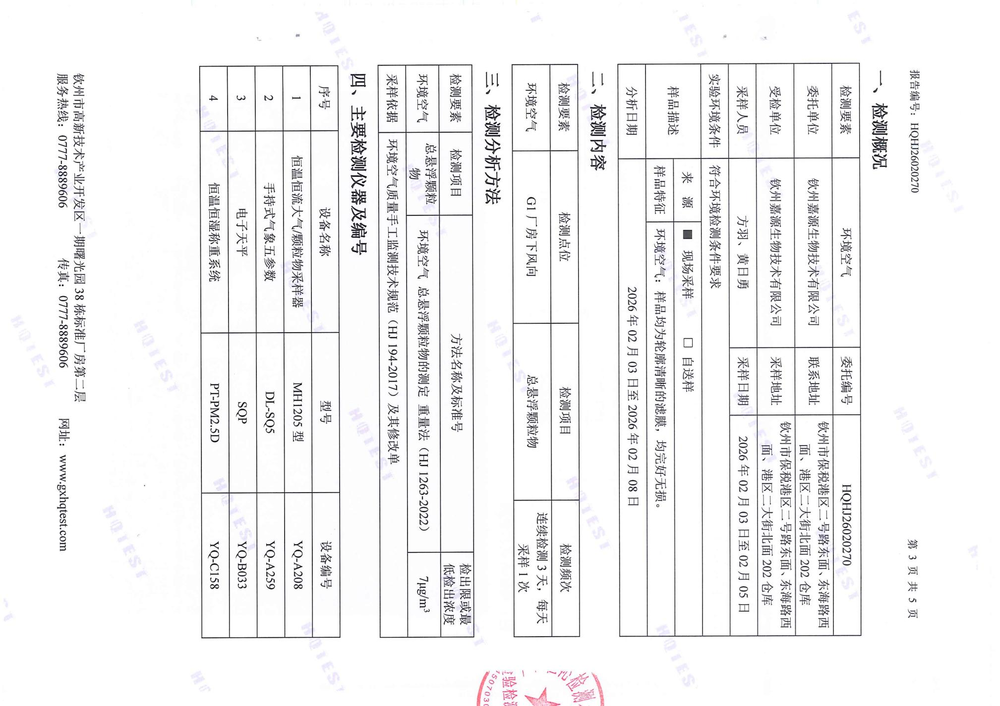 报告编号：HQHJ26020270 第 3 页 共 5 页
一、检测概况
检测要素 环境空气 委托编号 HQHJ26020270
委托单位 钦州嘉源生物技术有限公司 联系地址 钦州市保税港区二号路东面、东海路西
面、港区二大街北面 202 仓库
受检单位 钦州嘉源生物技术有限公司 采样地址 钦州市保税港区二号路东面、东海路西
面、港区二大街北面 202 仓库
采样人员 方羽、黄日勇 采样日期 2026 年 02 月 03 日至 02 月 05 日
实验环境条件 符合环境检测条件要求
样品描述 来 源 ■ 现场采样 □ 自送样
样品特征 环境空气：样品均为轮廓清晰的滤膜，均完好无损。
分析日期 2026 年 02 月 03 日至 2026 年 02 月 08 日
二、检测内容
检测要素 检测点位 检测项目 检测频次
环境空气 G1 厂房下风向 总悬浮颗粒物 连续检测 3 天，每天
采样 1 次
三、检测分析方法
检测要素 检测项目 方法名称及标准号 检出限或最
低检出浓度
环境空气 总悬浮颗粒
物 环境空气 总悬浮颗粒物的测定 重量法（HJ 1263-2022） 7μg/m³
采样依据 环境空气质量手工监测技术规范（HJ 194-2017）及其修改单
四、主要检测仪器及编号
序号 设备名称 型号 设备编号
1 恒温恒流大气/颗粒物采样器 MH1205 型 YQ-A208
2 手持式气象五参数 DL-SQ5 YQ-A259
3 电子天平 SQP YQ-B033
4 恒温恒湿称重系统 PT-PM2.5D YQ-C158
钦州市高新技术产业开发区一期曙光园 38 栋标准厂房第二层
服务热线：0777-8889606 传真：0777-8889606 网址：www.gxhqtest.com
HQTEST